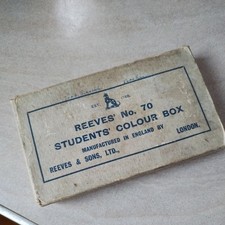 REEVES' No. 70
STUDENTS' COLOUR BOX
MANUFACTURED IN ENGLAND BY
REEVES & SONS, LTD., LONDON.